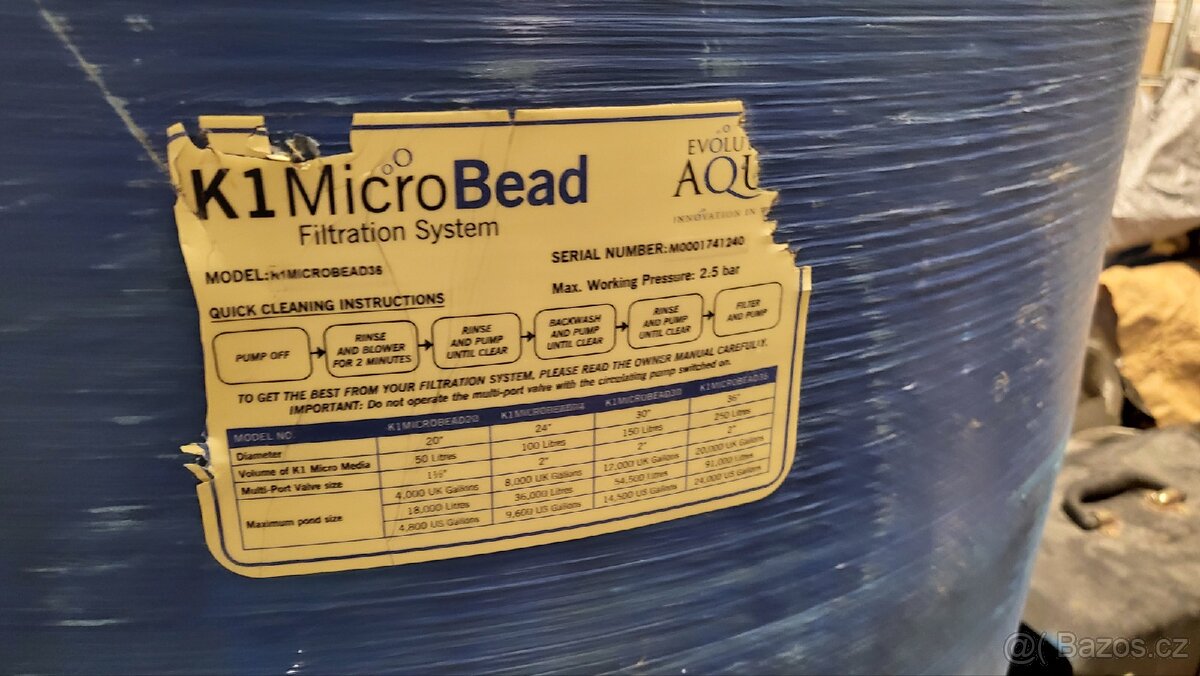 K1MicroBead
Filtration System
EVOLU
AQU
INNOVATION IN
MODEL:K1MICROBEAD36
SERIAL NUMBER:M0001741240
Max. Working Pressure: 2.5 bar
QUICK CLEANING INSTRUCTIONS
PUMP OFF
RINSE
AND BLOWER
FOR 2 MINUTES
RINSE
AND PUMP
UNTIL CLEAR
BACKWASH
AND PUMP
UNTIL CLEAR
RINSE
AND PUMP
UNTIL CLEAR
FILTER
AND PUMP
TO GET THE BEST FROM YOUR FILTRATION SYSTEM, PLEASE READ THE OWNER MANUAL CAREFULLY.
IMPORTANT: Do not operate the multi-port valve with the circulating pump switched on.
MODEL NO. K1MICROBEAD20 K1MICROBEAD24 K1MICROBEAD30 K1MICROBEAD36
Diameter 20" 24" 30" 36"
Volume of K1 Micro Media 50 Litres 100 Litres 150 Litres 250 Litres
Multi-Port Valve size 1½" 2" 2" 2"
Maximum pond size 4,000 UK Gallons 8,000 UK Gallons 12,000 UK Gallons 20,000 UK Gallons
18,000 Litres 36,000 Litres 54,500 Litres 91,000 Litres
4,800 US Gallons 9,600 US Gallons 14,500 US Gallons 24,000 US Gallons
@( Bazos.cz